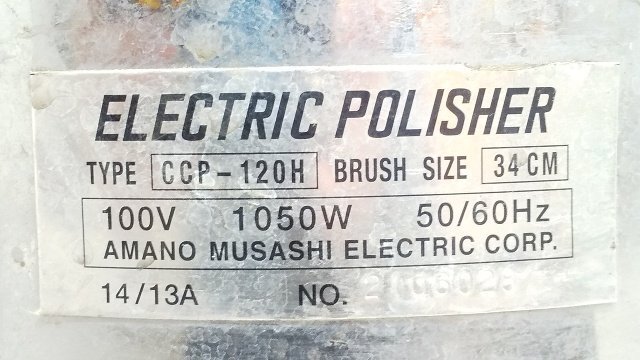 ELECTRIC POLISHER
TYPE CCP-120H BRUSH SIZE 34CM
100V 1050W 50/60Hz
AMANO MUSASHI ELECTRIC CORP.
14/13A NO.